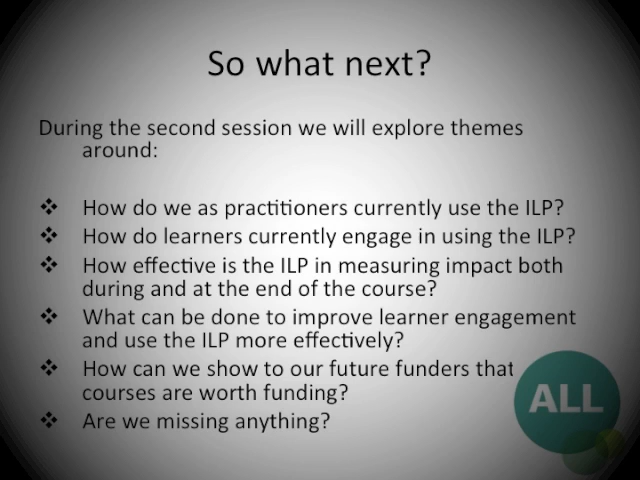 So what next?
During the second session we will explore themes
around:
❖ How do we as practitioners currently use the ILP?
❖ How do learners currently engage in using the ILP?
❖ How effective is the ILP in measuring impact both
during and at the end of the course?
❖ What can be done to improve learner engagement
and use the ILP more effectively?
❖ How can we show to our future funders that
courses are worth funding?
❖ Are we missing anything?
ALL